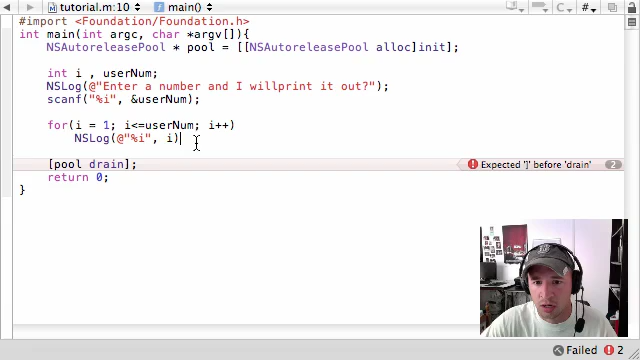 tutorial.m:10
main()
#
#import <Foundation/Foundation.h>
int main(int argc, char *argv[]){
NSAutoreleasePool * pool = [[NSAutoreleasePool alloc]init];
int i , userNum;
NSLog(@"Enter a number and I willprint it out?");
scanf("%i", &userNum);
for(i = 1; i<=userNum; i++)
NSLog(@"%i", i)
[pool drain];
Expected ']' before 'drain'
2
return 0;
}
Failed
2